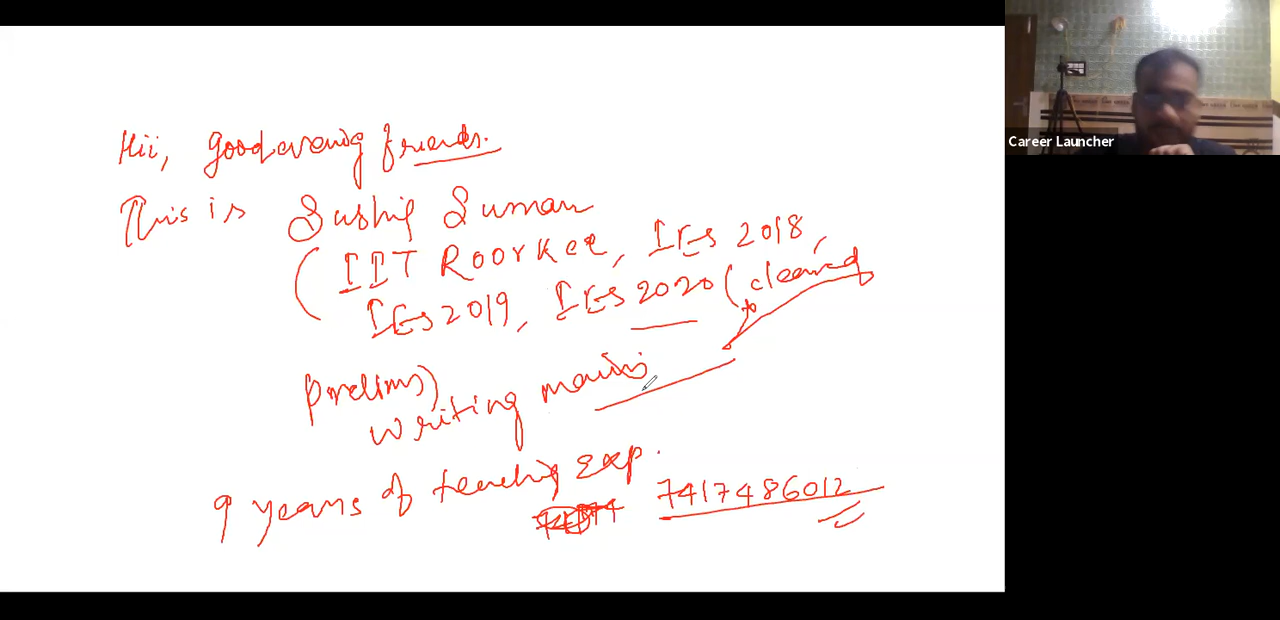 Hii, good evening friends.
This is Sushil Suman
(IIT Roorkee, IES 2018,
IES 2019, IES 2020 (cleared
prelims)
writing mains
9 years of teaching exp.
7417486012
Career Launcher